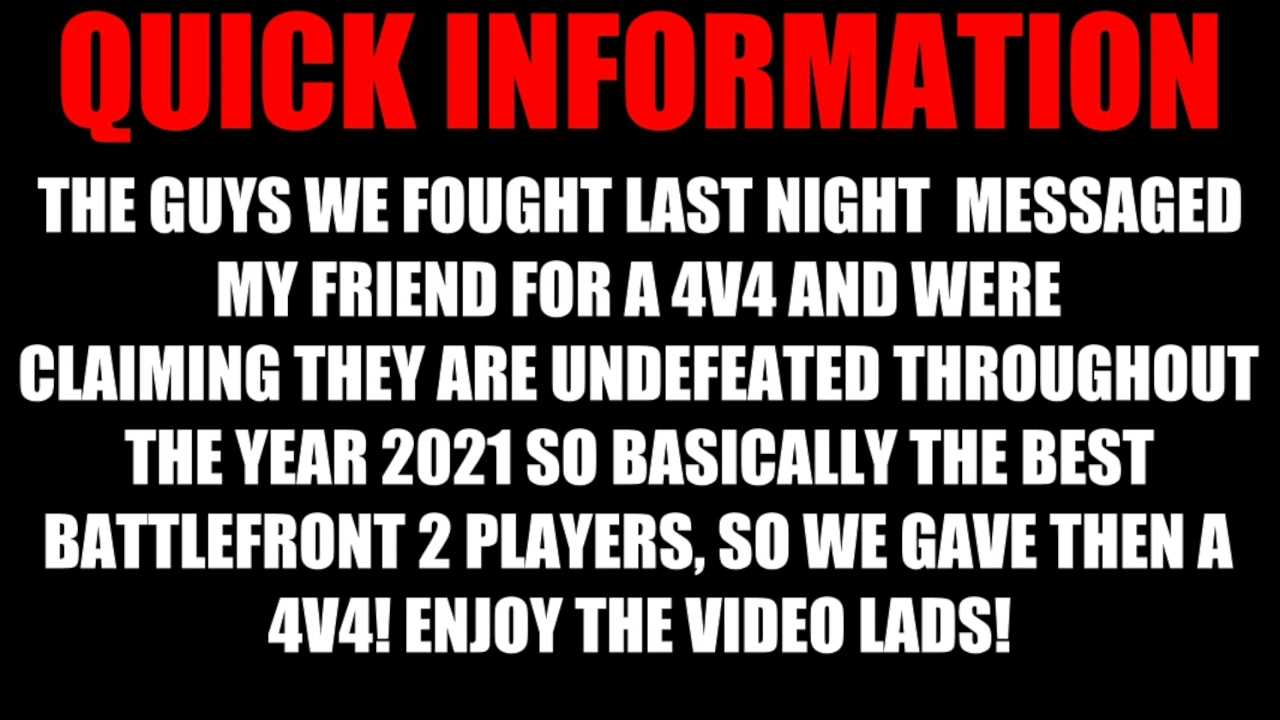 QUICK INFORMATION
THE GUYS WE FOUGHT LAST NIGHT  MESSAGED
MY FRIEND FOR A 4V4 AND WERE
CLAIMING THEY ARE UNDEFEATED THROUGHOUT
THE YEAR 2021 SO BASICALLY THE BEST
BATTLEFRONT 2 PLAYERS, SO WE GAVE THEN A
4V4! ENJOY THE VIDEO LADS!